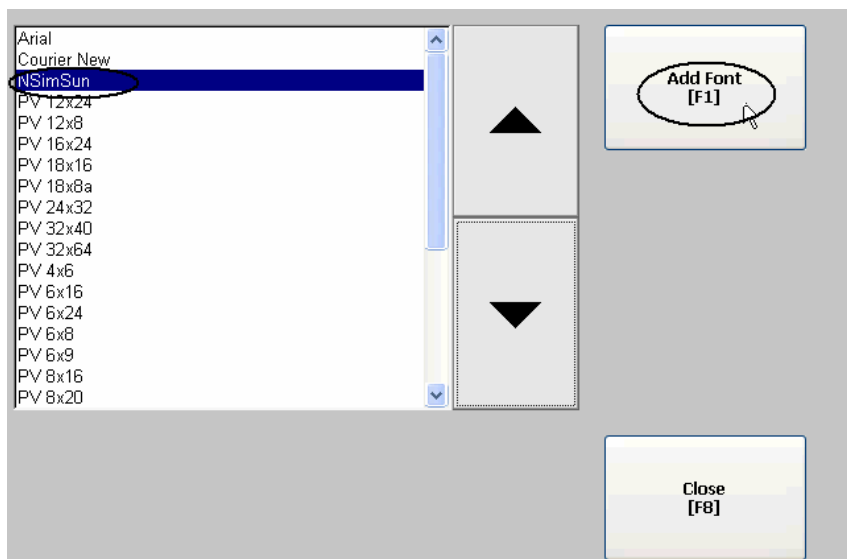 Arial
Courier New
NSimSun
PV 12x24
PV 12x8
PV 16x24
PV 18x16
PV 18x8a
PV 24x32
PV 32x40
PV 32x64
PV 4x6
PV 6x16
PV 6x24
PV 6x8
PV 6x9
PV 8x16
PV 8x20
Add Font
[F1]
Close
[F8]